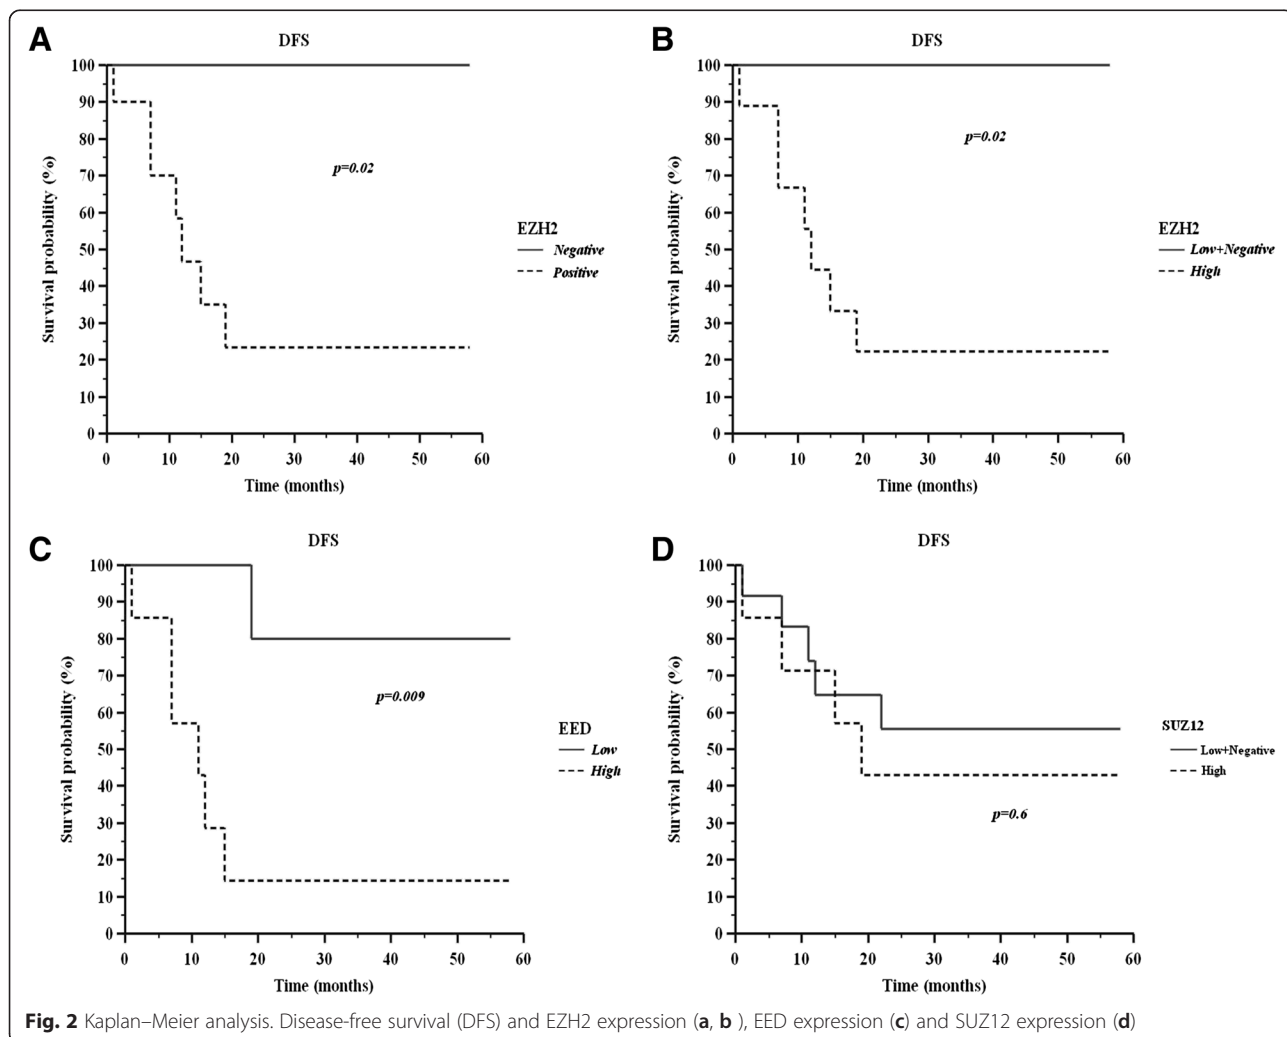 A
DFS
Survival probability (%)
100
90
80
70
60
50
40
30
20
10
0
0 10 20 30 40 50 60
Time (months)
p=0.02
EZH2
Negative
Positive
B
DFS
Survival probability (%)
100
90
80
70
60
50
40
30
20
10
0
0 10 20 30 40 50 60
Time (months)
p=0.02
EZH2
Low+Negative
High
C
DFS
Survival probability (%)
100
90
80
70
60
50
40
30
20
10
0
0 10 20 30 40 50 60
Time (months)
p=0.009
EED
Low
High
D
DFS
Survival probability (%)
100
90
80
70
60
50
40
30
20
10
0
0 10 20 30 40 50 60
Time (months)
p=0.6
SUZ12
Low+Negative
High
Fig. 2 Kaplan–Meier analysis. Disease-free survival (DFS) and EZH2 expression (a, b ), EED expression (c) and SUZ12 expression (d)